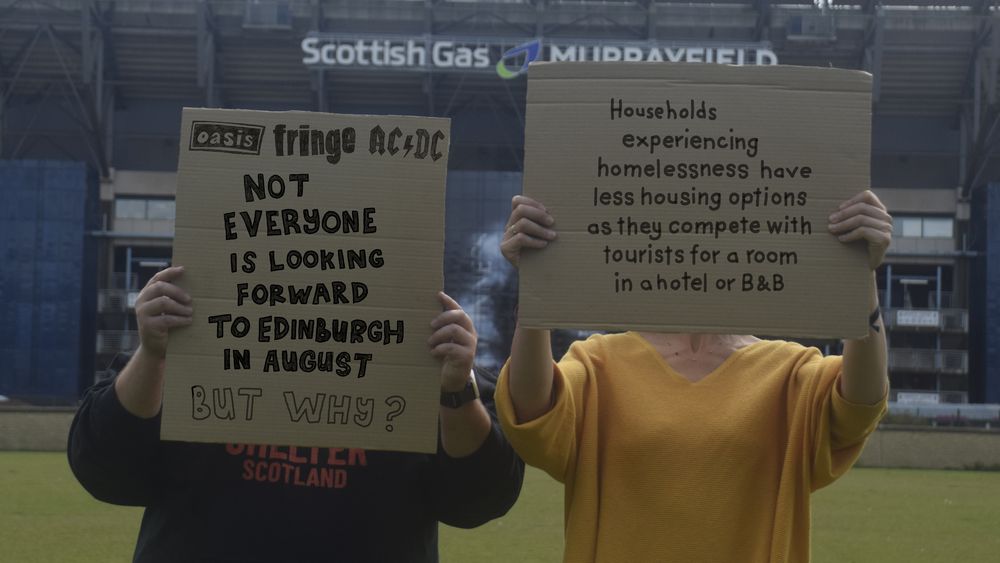 Scottish Gas MURRAYFIELD
oasis fringe AC⚡DC
NOT
EVERYONE
IS LOOKING
FORWARD
TO EDINBURGH
IN AUGUST
BUT WHY?
SHELTER
SCOTLAND
Households
experiencing
homelessness have
less housing options
as they compete with
tourists for a room
in a hotel or B&B